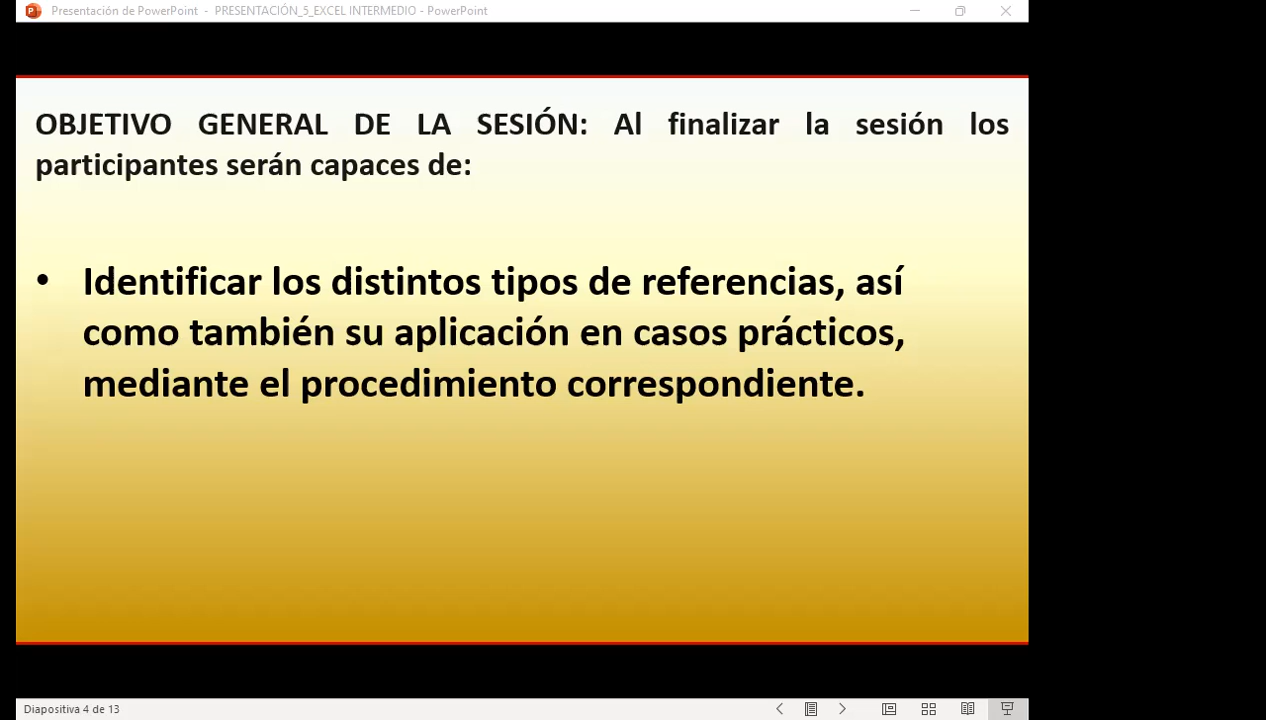 Presentación de PowerPoint - PRESENTACIÓN_5_EXCEL INTERMEDIO - PowerPoint
OBJETIVO GENERAL DE LA SESIÓN: Al finalizar la sesión los
participantes serán capaces de:
• Identificar los distintos tipos de referencias, así
como también su aplicación en casos prácticos,
mediante el procedimiento correspondiente.
Diapositiva 4 de 13